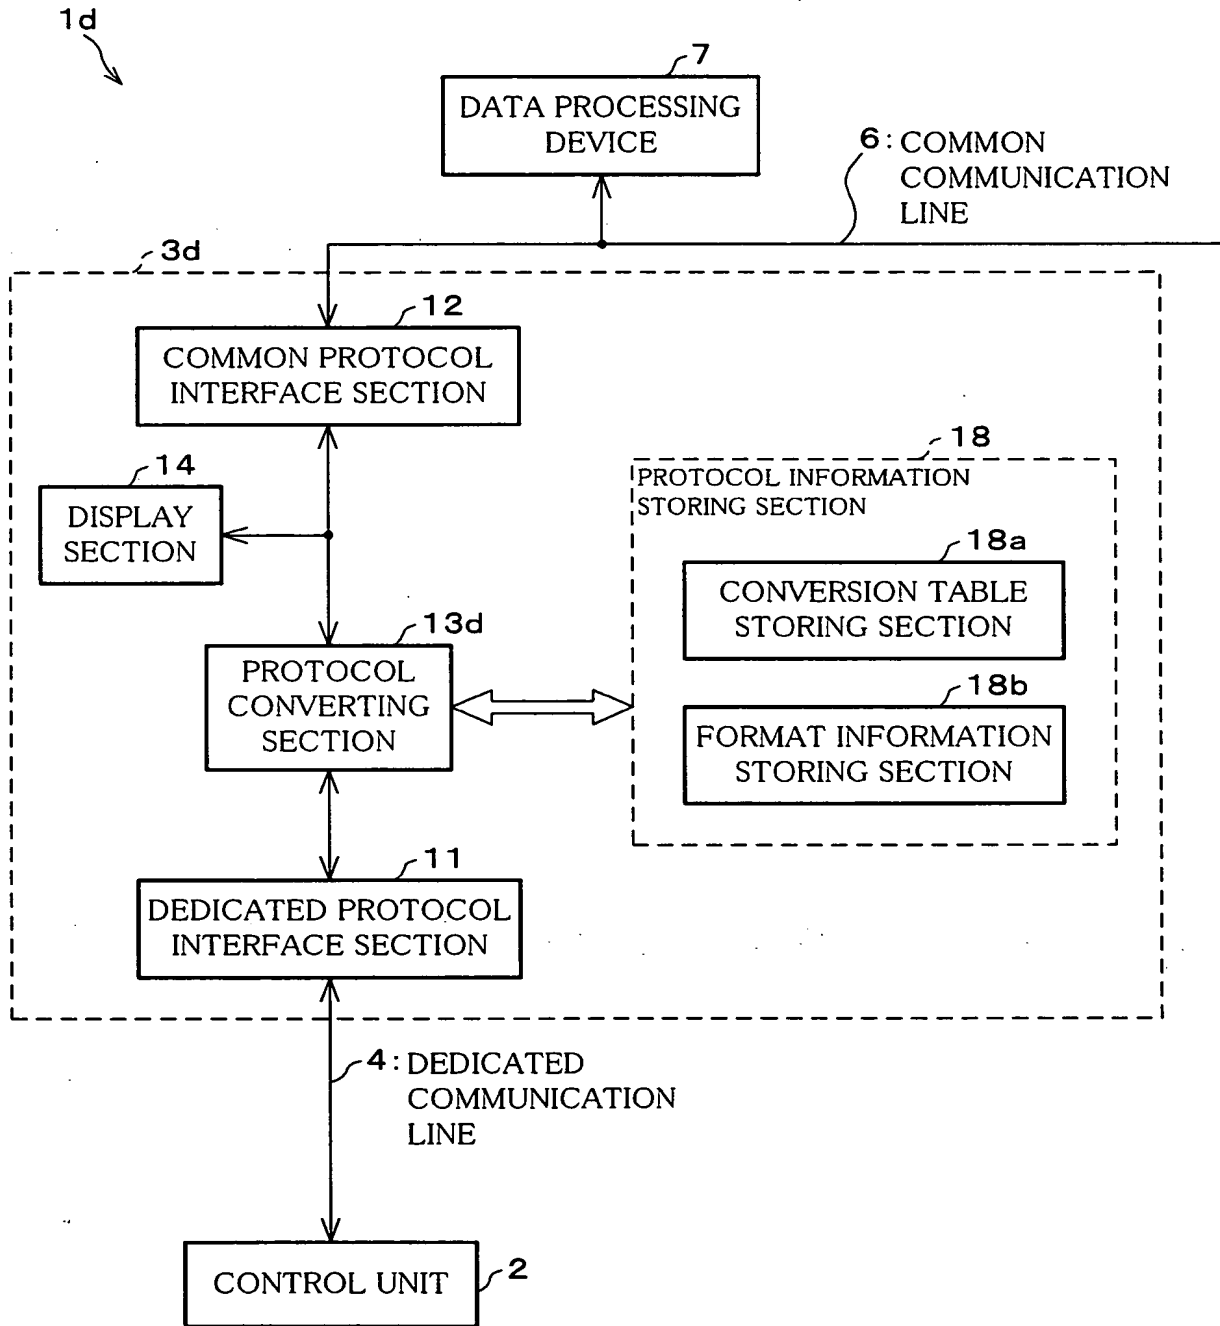 1d
7
DATA PROCESSING
DEVICE
6: COMMON
COMMUNICATION
LINE
3d
12
COMMON PROTOCOL
INTERFACE SECTION
18
PROTOCOL INFORMATION
STORING SECTION
14
DISPLAY
SECTION
18a
CONVERSION TABLE
STORING SECTION
13d
PROTOCOL
CONVERTING
SECTION
18b
FORMAT INFORMATION
STORING SECTION
11
DEDICATED PROTOCOL
INTERFACE SECTION
4: DEDICATED
COMMUNICATION
LINE
CONTROL UNIT
2